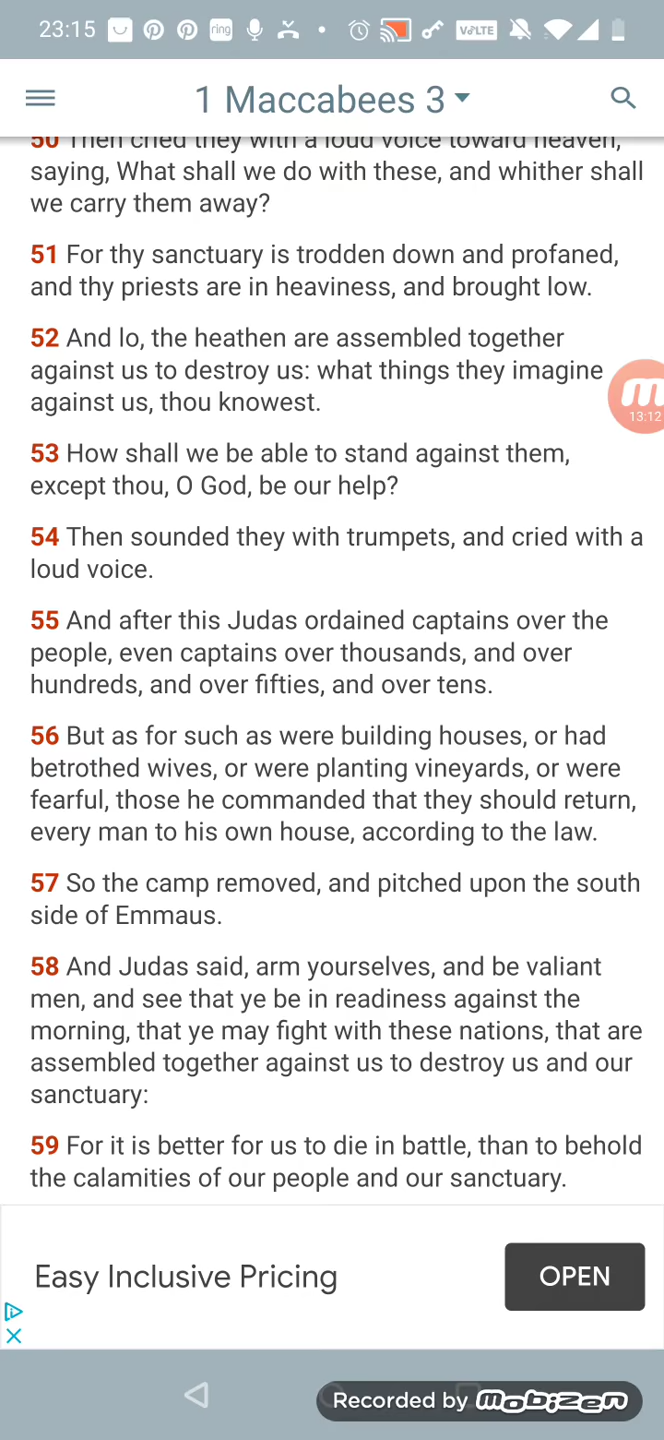 23:15
ring
VoLTE
1 Maccabees 3
50 Then cried they with a loud voice toward heaven,
saying, What shall we do with these, and whither shall
we carry them away?
51 For thy sanctuary is trodden down and profaned,
and thy priests are in heaviness, and brought low.
52 And lo, the heathen are assembled together
against us to destroy us: what things they imagine
against us, thou knowest.
13:12
53 How shall we be able to stand against them,
except thou, O God, be our help?
54 Then sounded they with trumpets, and cried with a
loud voice.
55 And after this Judas ordained captains over the
people, even captains over thousands, and over
hundreds, and over fifties, and over tens.
56 But as for such as were building houses, or had
betrothed wives, or were planting vineyards, or were
fearful, those he commanded that they should return,
every man to his own house, according to the law.
57 So the camp removed, and pitched upon the south
side of Emmaus.
58 And Judas said, arm yourselves, and be valiant
men, and see that ye be in readiness against the
morning, that ye may fight with these nations, that are
assembled together against us to destroy us and our
sanctuary:
59 For it is better for us to die in battle, than to behold
the calamities of our people and our sanctuary.
Easy Inclusive Pricing
OPEN
Recorded by mobizen